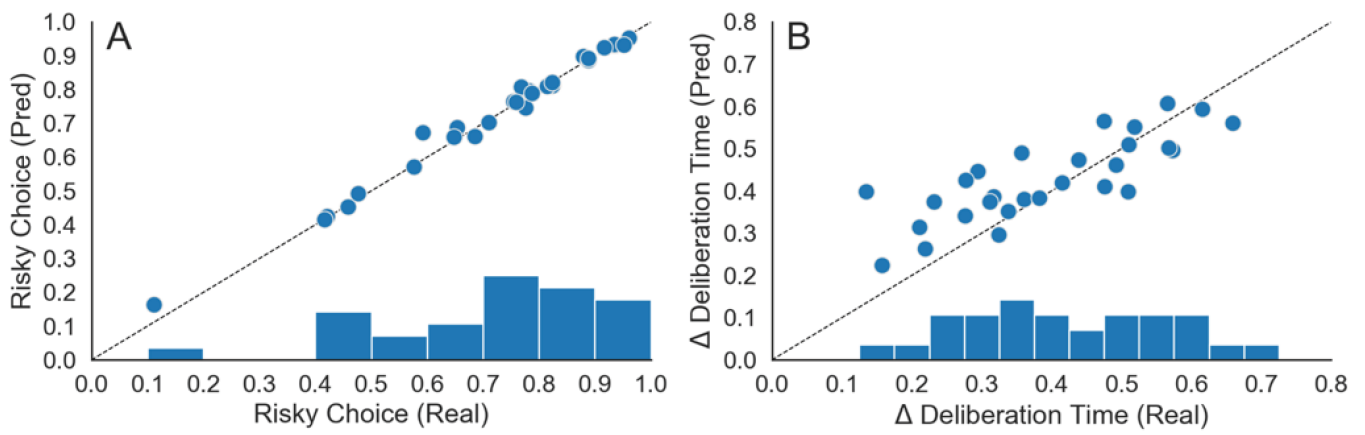 A
1.0
0.9
0.8
0.7
0.6
0.5
0.4
0.3
0.2
0.1
0.0
Risky Choice (Pred)
0.0 0.1 0.2 0.3 0.4 0.5 0.6 0.7 0.8 0.9 1.0
Risky Choice (Real)
B
0.8
0.7
0.6
0.5
0.4
0.3
0.2
0.1
0.0
Δ Deliberation Time (Pred)
0.0 0.1 0.2 0.3 0.4 0.5 0.6 0.7 0.8
Δ Deliberation Time (Real)